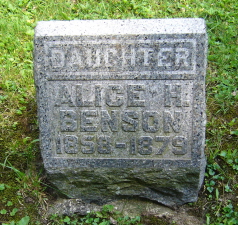 DAUGHTER
ALICE H.
BENSON
1858-1879